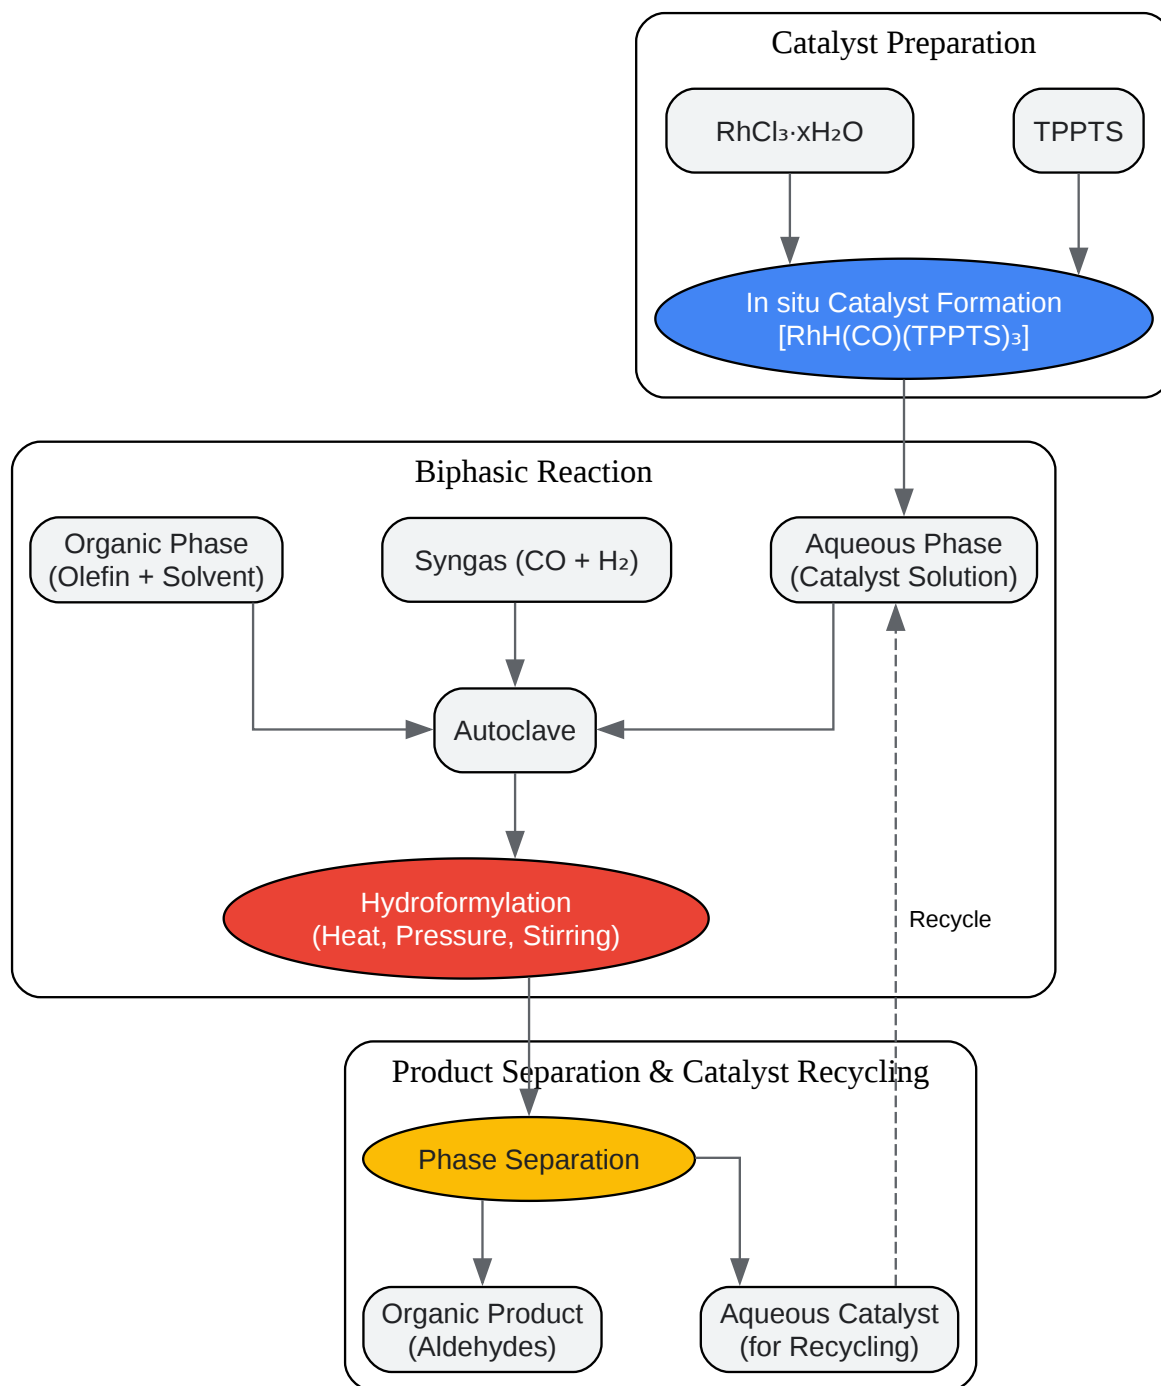 Catalyst Preparation
RhCl₃·xH₂O
TPPTS
In situ Catalyst Formation
[RhH(CO)(TPPTS)₃]
Biphasic Reaction
Organic Phase
(Olefin + Solvent)
Syngas (CO + H₂)
Aqueous Phase
(Catalyst Solution)
Autoclave
Hydroformylation
(Heat, Pressure, Stirring)
Recycle
Product Separation & Catalyst Recycling
Phase Separation
Organic Product
(Aldehydes)
Aqueous Catalyst
(for Recycling)